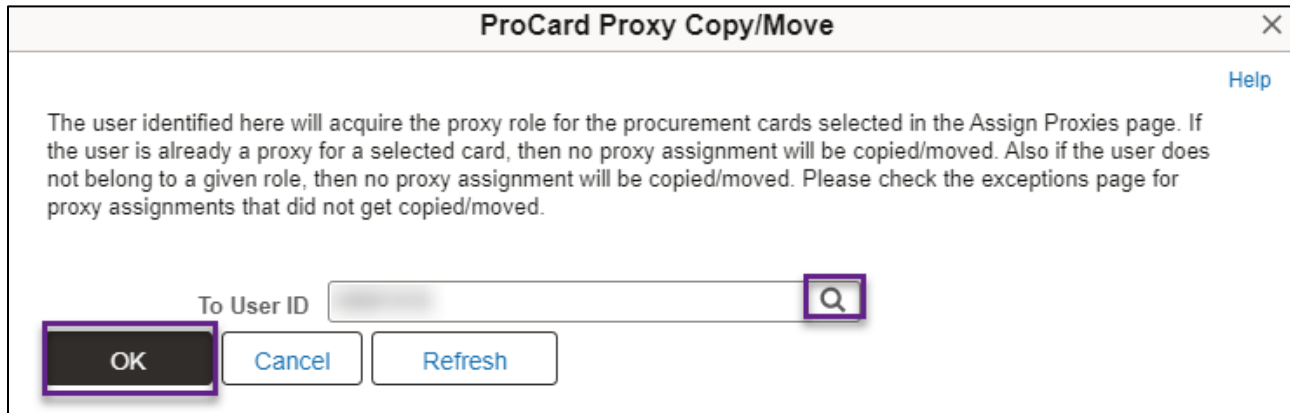 ProCard Proxy Copy/Move
Help
The user identified here will acquire the proxy role for the procurement cards selected in the Assign Proxies page. If
the user is already a proxy for a selected card, then no proxy assignment will be copied/moved. Also if the user does
not belong to a given role, then no proxy assignment will be copied/moved. Please check the exceptions page for
proxy assignments that did not get copied/moved.
To User ID
OK Cancel Refresh